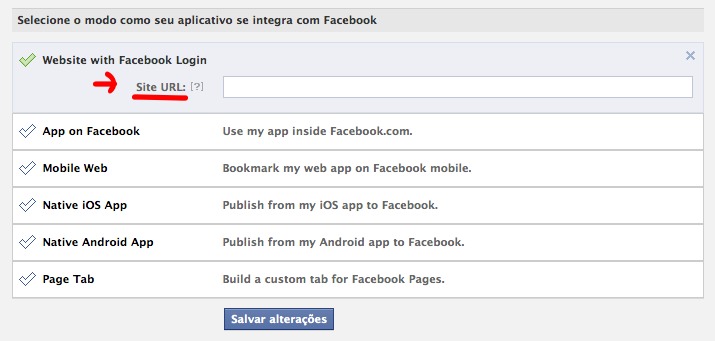 Selecione o modo como seu aplicativo se integra com Facebook
Website with Facebook Login
Site URL: [?]
App on Facebook Use my app inside Facebook.com.
Mobile Web Bookmark my web app on Facebook mobile.
Native iOS App Publish from my iOS app to Facebook.
Native Android App Publish from my Android app to Facebook.
Page Tab Build a custom tab for Facebook Pages.
Salvar alterações